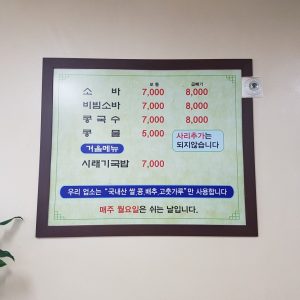 보통 곱빼기
소바 7,000 8,000
비빔소바 7,000 8,000
콩국수 7,000 8,000
콩물 5,000
사리추가는
되지않습니다
겨울메뉴
시래기국밥 7,000
우리 업소는 "국내산 쌀,콩,배추,고춧가루"만 사용합니다
매주 월요일은 쉬는 날입니다.